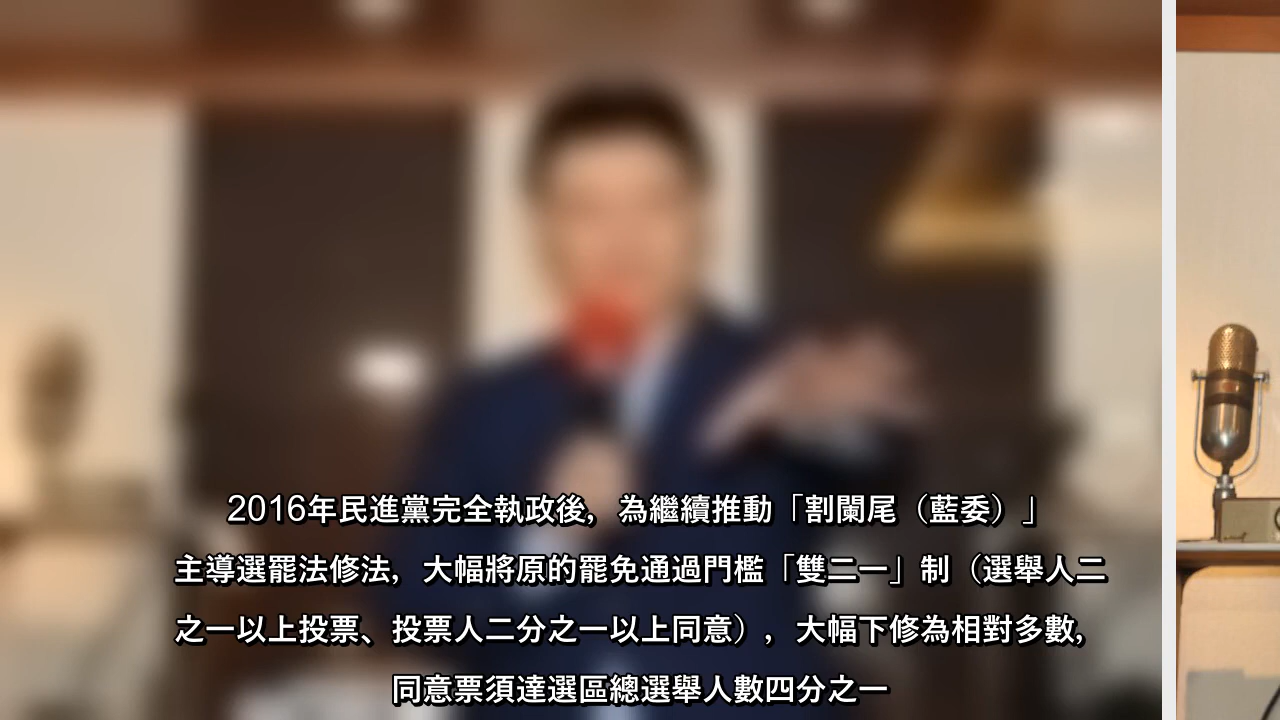 2016年民進黨完全執政後，為繼續推動「割闌尾（藍委）」
主導選罷法修法，大幅將原的罷免通過門檻「雙二一」制（選舉人二
之一以上投票、投票人二分之一以上同意），大幅下修為相對多數，
同意票須達選區總選舉人數四分之一